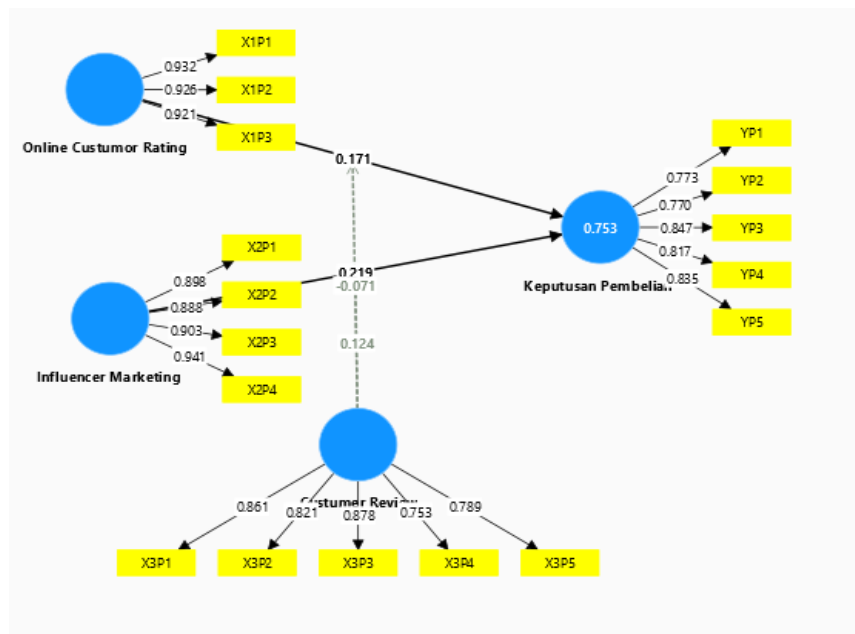 X1P1
0.932
X1P2
0.926
0.921
X1P3
Online Custumor Rating
0.171
YP1
0.773
YP2
0.770
YP3
0.847
0.753
0.817
YP4
0.835
Keputusan Pembelian
YP5
X2P1
0.898
X2P2
0.888
0.219
-0.071
X2P3
0.903
0.941
X2P4
Influencer Marketing
0.124
Custumer Review
0.861
0.821
0.878
0.753
0.789
X3P1
X3P2
X3P3
X3P4
X3P5